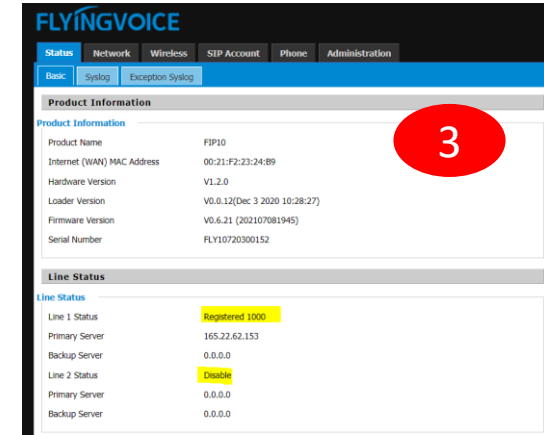 FLYINGVOICE
Status Network Wireless SIP Account Phone Administration
Basic Syslog Exception Syslog
Product Information
Product Information
3
Product Name FIP10
Internet (WAN) MAC Address 00:21:F2:23:24:B9
Hardware Version V1.2.0
Loader Version V0.0.12(Dec 3 2020 10:28:27)
Firmware Version V0.6.21 (202107081945)
Serial Number FLY10720300152
Line Status
Line Status
Line 1 Status Registered 1000
Primary Server 165.22.62.153
Backup Server 0.0.0.0
Line 2 Status Disable
Primary Server 0.0.0.0
Backup Server 0.0.0.0